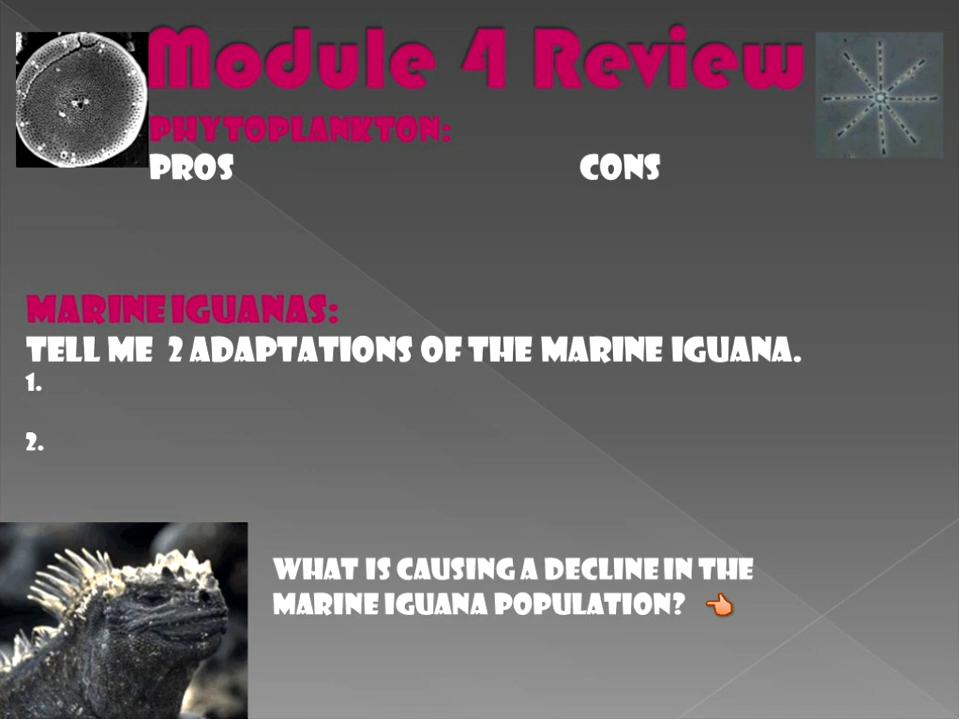 Module 4 Review
PHYTOPLANKTON:
PROS CONS
MARINE IGUANAS:
TELL ME 2 ADAPTATIONS OF THE MARINE IGUANA.
1.
2.
WHAT IS CAUSING A DECLINE IN THE
MARINE IGUANA POPULATION?